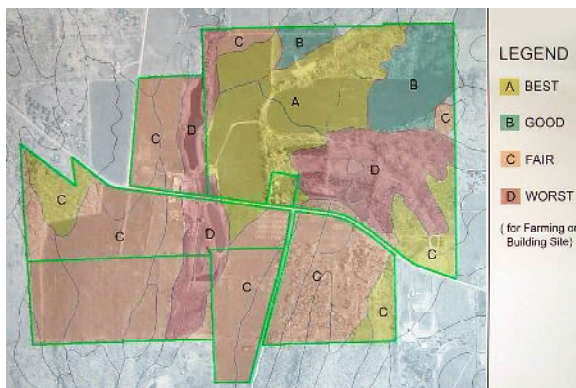 C
B
LEGEND
A BEST
B GOOD
C FAIR
D WORST
( for Farming or
Building Site)
A
B
C
D
C
D
C
C
D
C
C
C
C